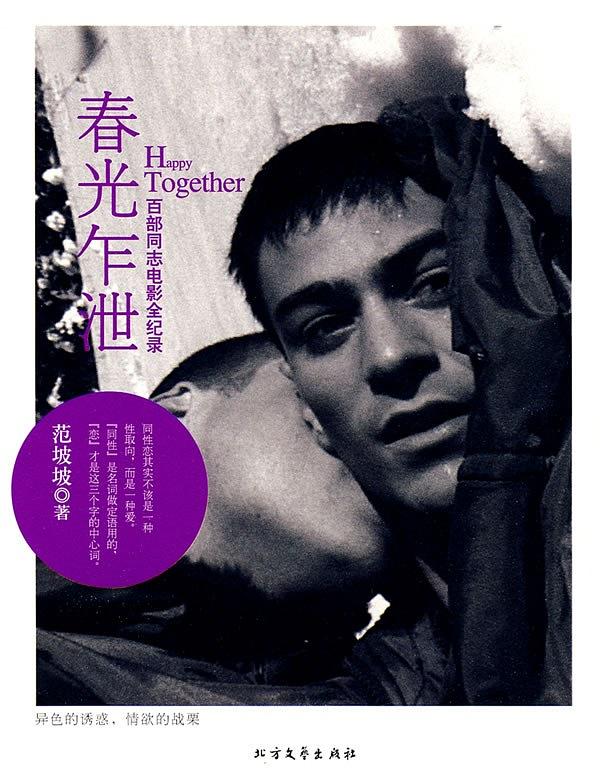 春光乍泄
Happy
Together
百部同志电影全纪录
范坡坡◎著
同性恋其实不该是一种
性取向，而是一种爱。
『同性』是名词做定语用的，
『恋』才是这三个字的中心词。
异色的诱惑，情欲的战栗
北方文艺出版社